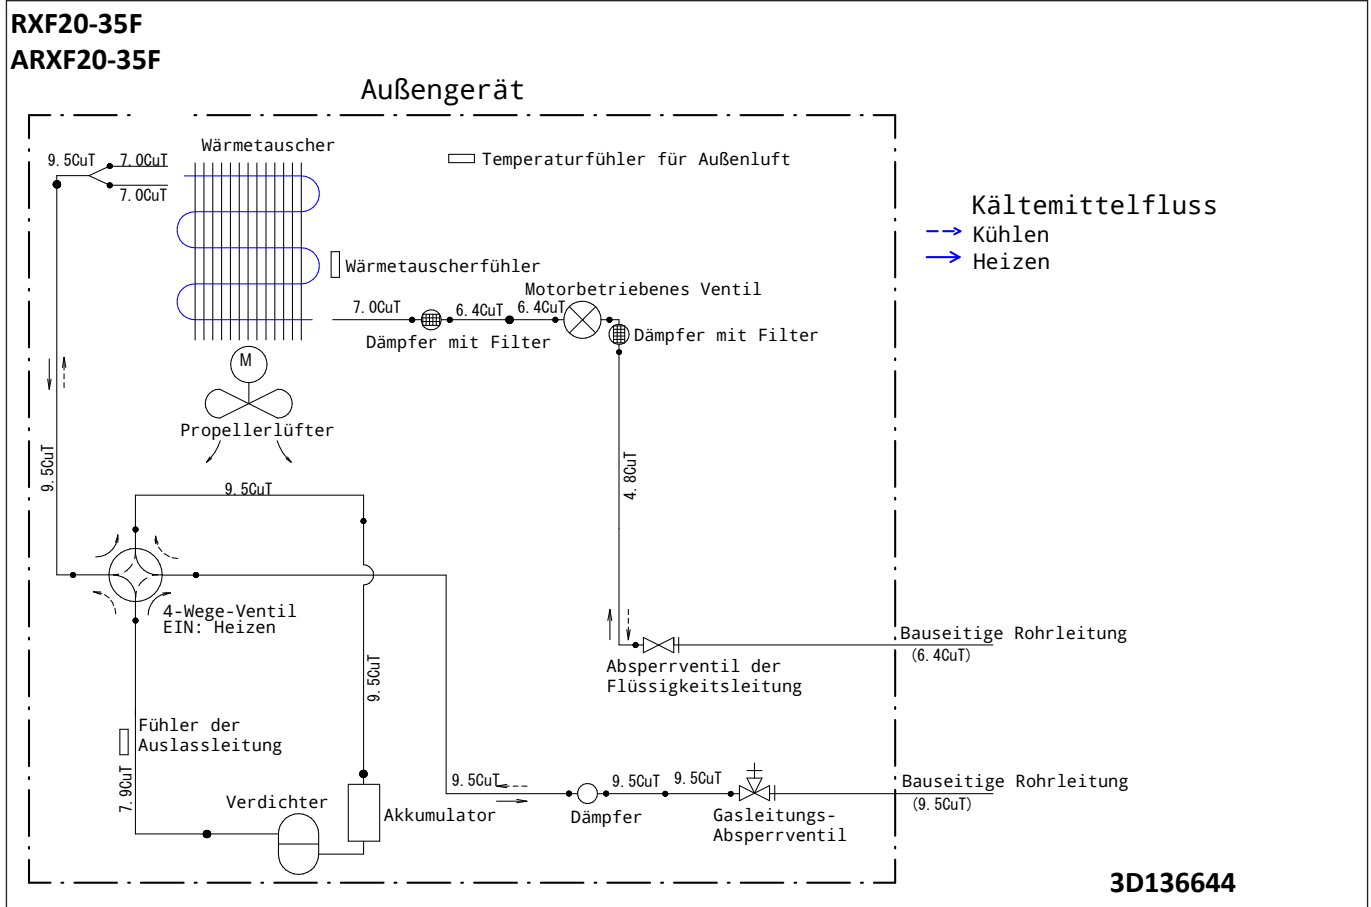 RXF20-35F
ARXF20-35F
Außengerät
Wärmetauscher
9.5CuT
7.0CuT
7.0CuT
Temperaturfühler für Außenluft
Kältemittelfluss
Kühlen
Heizen
Wärmetauscherfühler
Motorbetriebenes Ventil
7.0CuT
6.4CuT
6.4CuT
Dämpfer mit Filter
Dämpfer mit Filter
M
Propellerlüfter
9.5CuT
4.8CuT
9.5CuT
4-Wege-Ventil
EIN: Heizen
Bauseitige Rohrleitung
(6.4CuT)
Absperrventil der
Flüssigkeitsleitung
9.5CuT
Fühler der
Auslassleitung
7.9CuT
Verdichter
Akkumulator
9.5CuT
9.5CuT
9.5CuT
Dämpfer
Gasleitungs-
Absperrventil
Bauseitige Rohrleitung
(9.5CuT)
3D136644